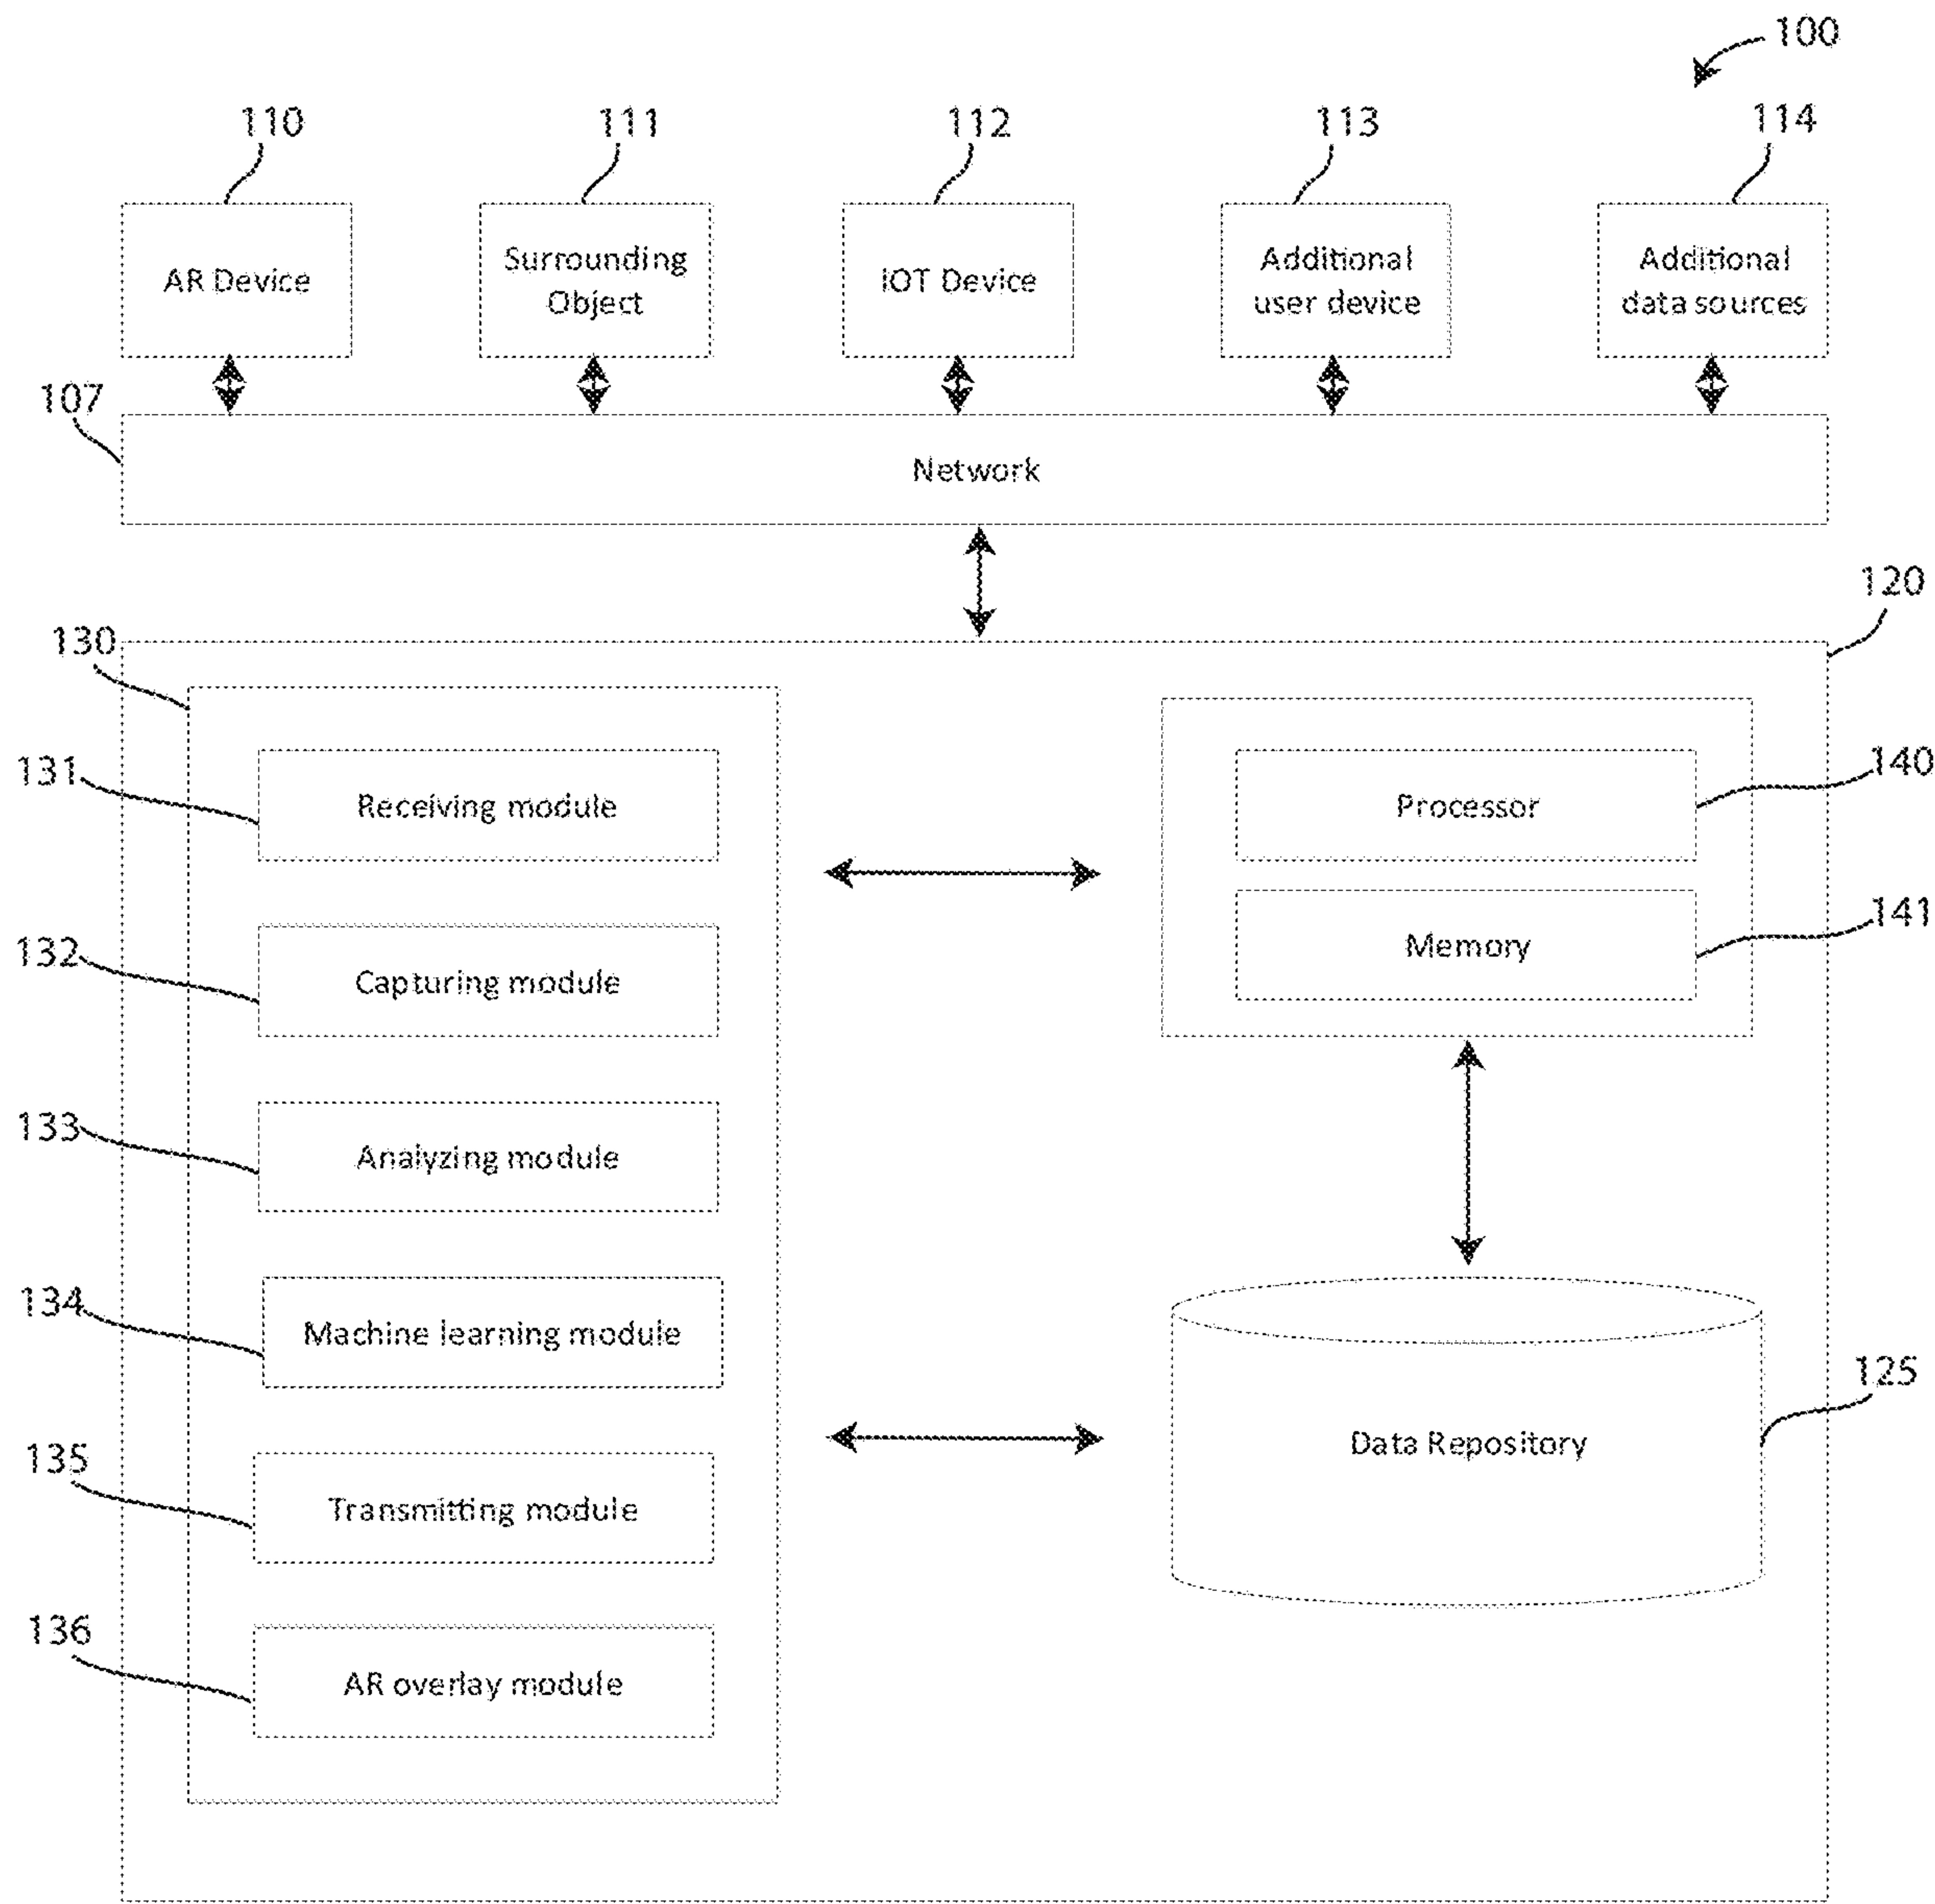 100
110
111
112
113
114
AR Device
Surrounding
Object
IOT Device
Additional
user device
Additional
data sources
107
Network
120
130
131
Receiving module
Processor
140
132
Capturing module
Memory
141
133
Analyzing module
134
Machine learning module
125
Data Repository
135
Transmitting module
136
AR overlay module